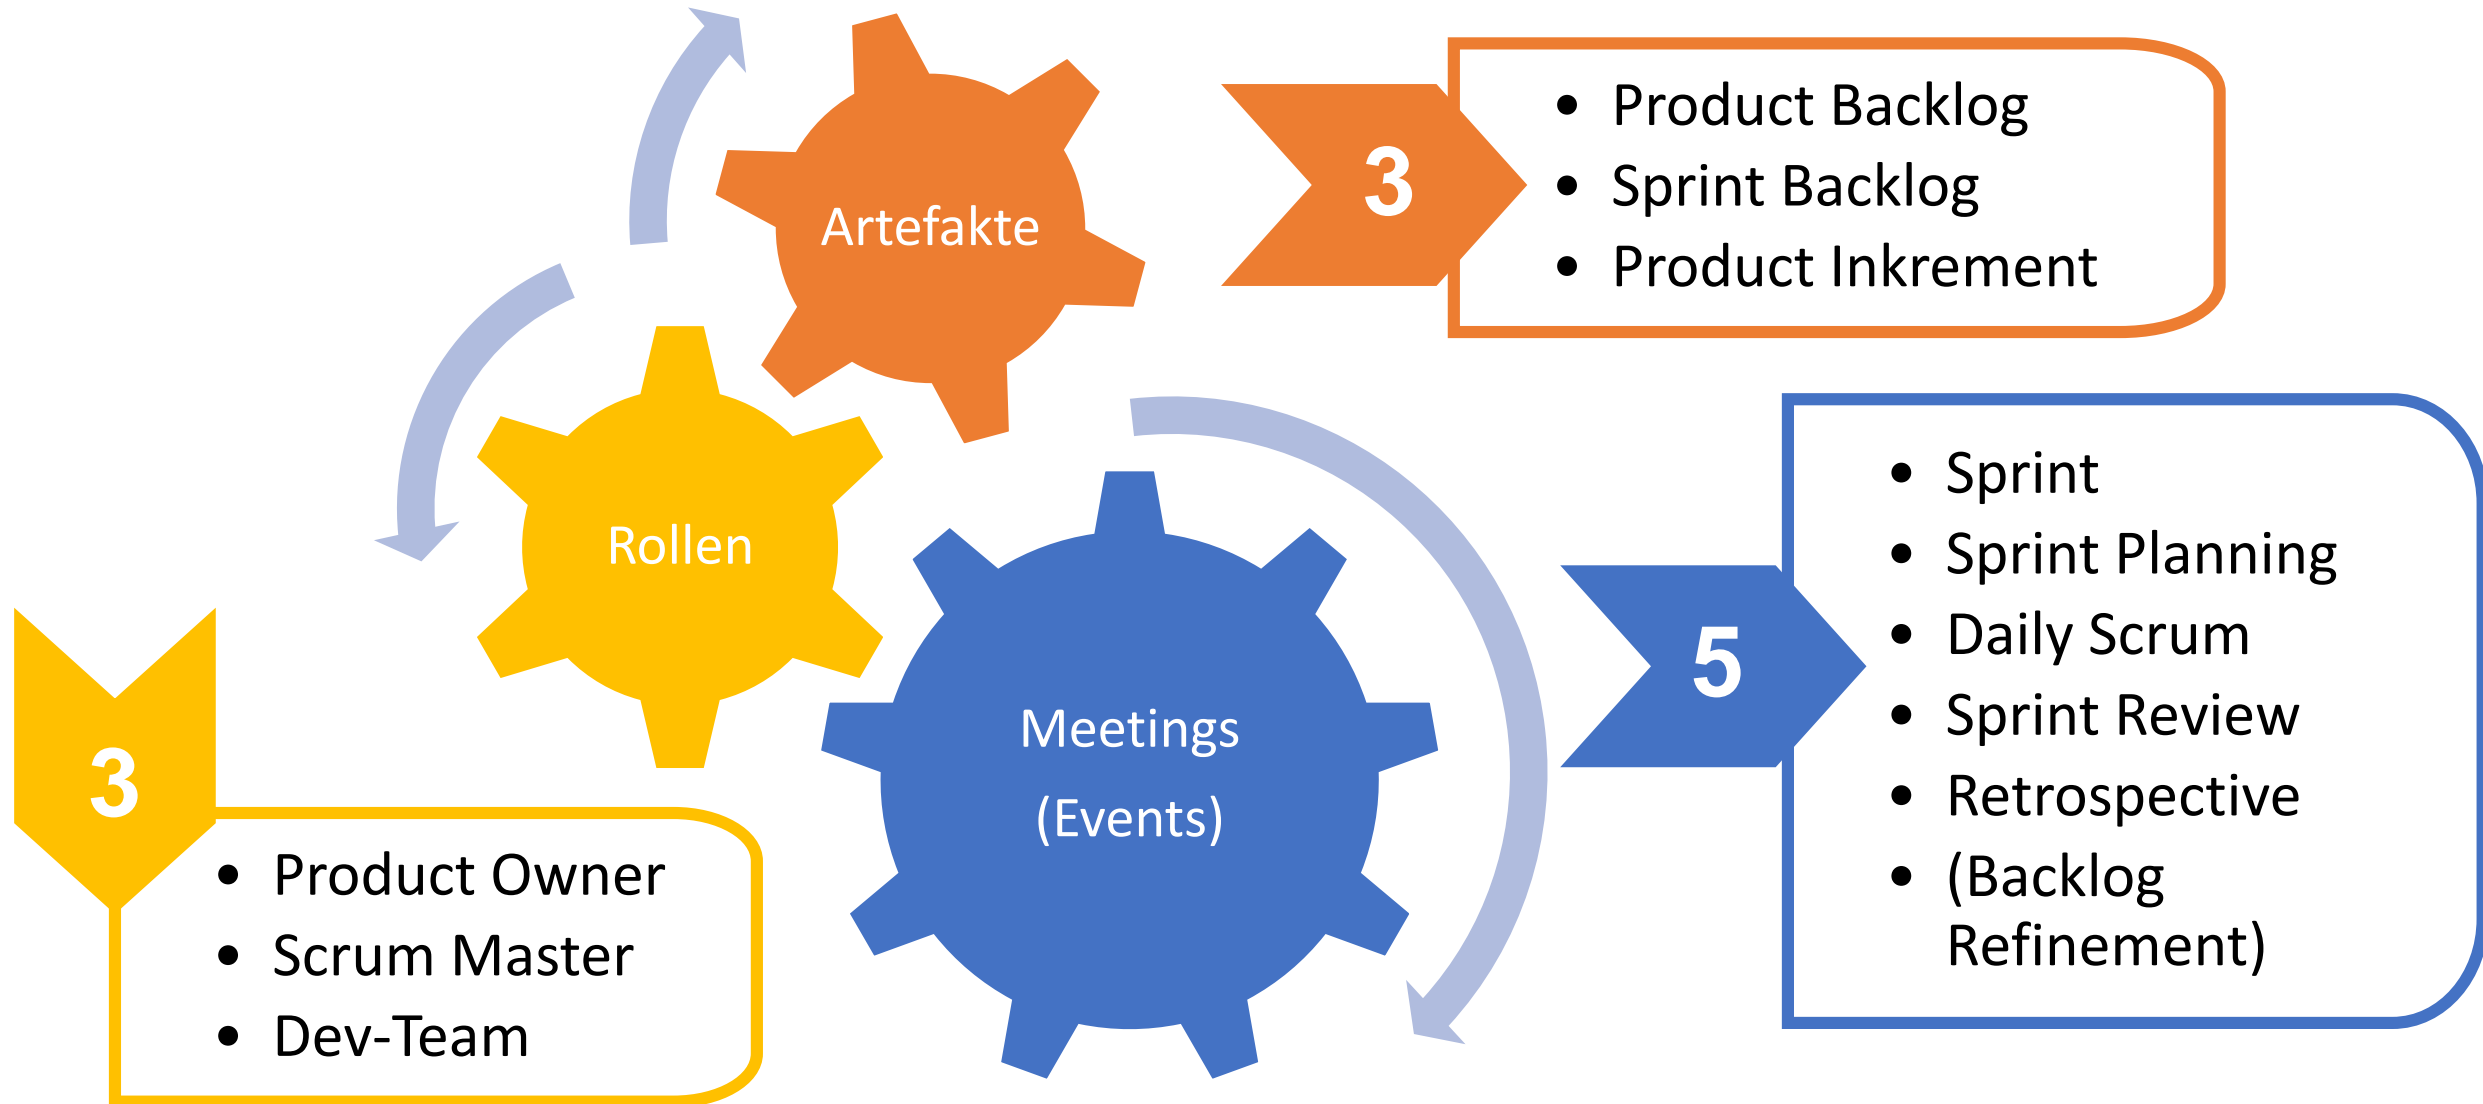 Artefakte
3
• Product Backlog
• Sprint Backlog
• Product Inkrement
Rollen
3
• Product Owner
• Scrum Master
• Dev-Team
Meetings
(Events)
5
• Sprint
• Sprint Planning
• Daily Scrum
• Sprint Review
• Retrospective
• (Backlog
Refinement)